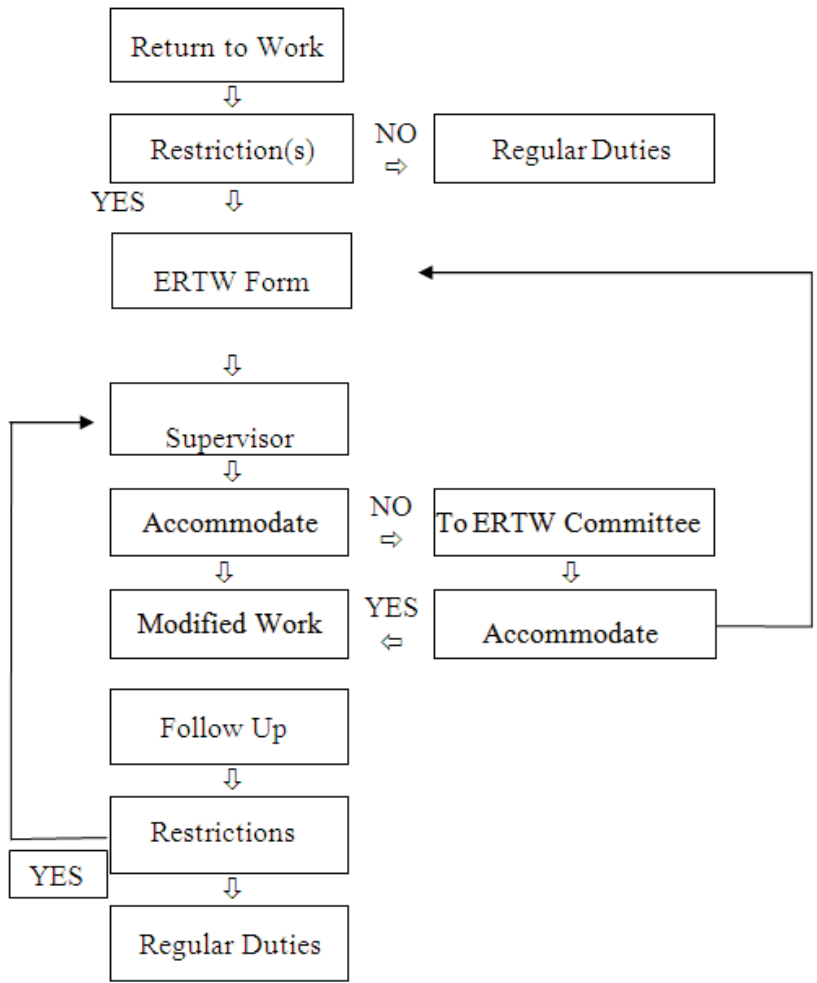 Return to Work
Restriction(s)
NO
Regular Duties
YES
ERTW Form
Supervisor
Accommodate
NO
To ERTW Committee
Modified Work
YES
Accommodate
Follow Up
Restrictions
YES
Regular Duties